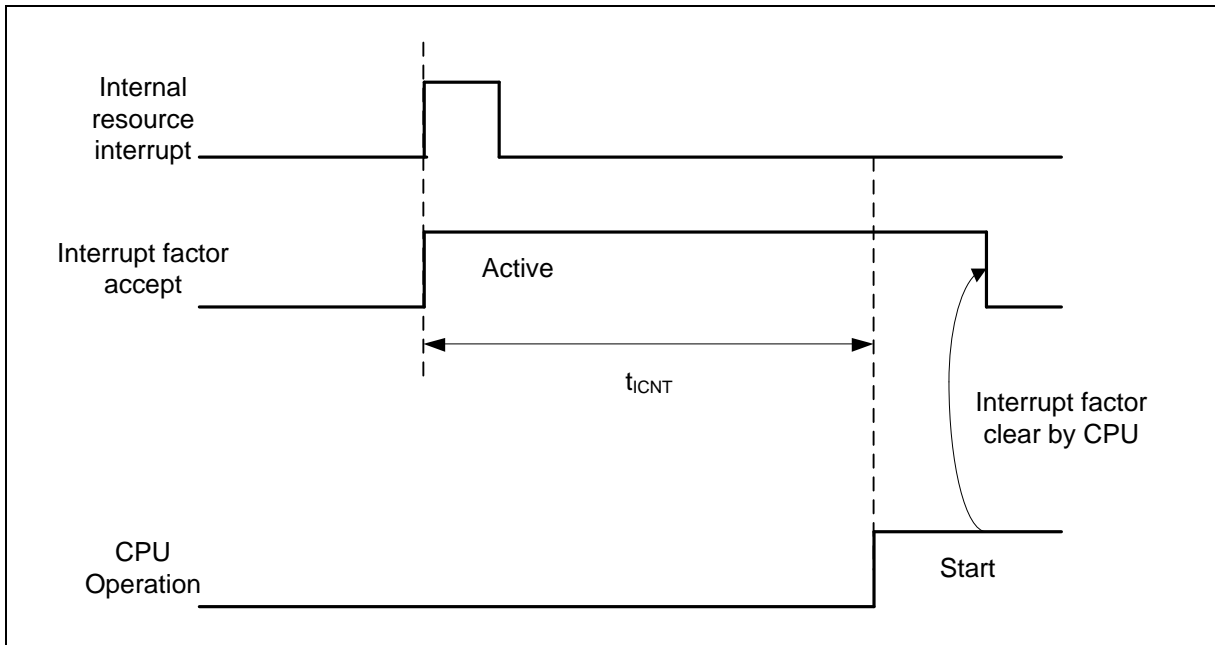 Internal
resource
interrupt
Interrupt factor
accept
Active
tICNT
Interrupt factor
clear by CPU
CPU
Operation
Start